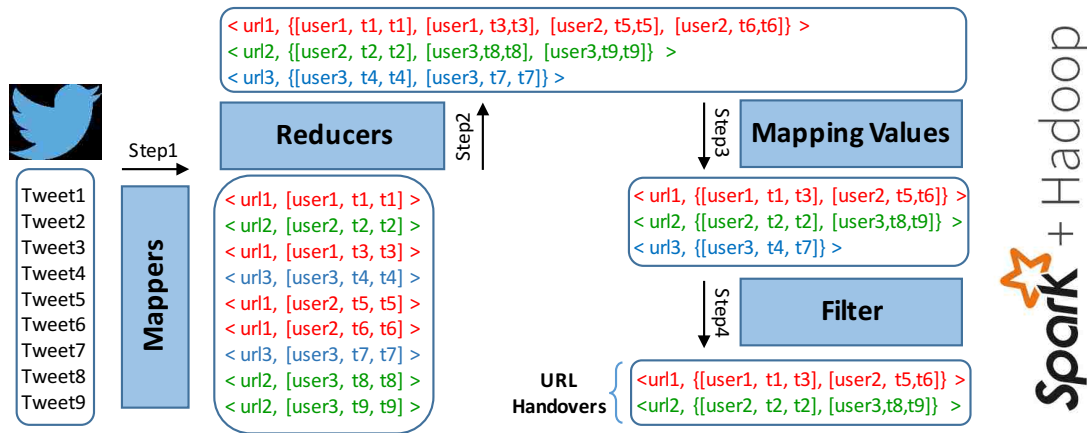 < url1, {[user1, t1, t1], [user1, t3,t3], [user2, t5,t5], [user2, t6,t6]} >
< url2, {[user2, t2, t2], [user3,t8,t8], [user3,t9,t9]} >
< url3, {[user3, t4, t4], [user3, t7, t7]} >
Step1
Reducers
Step2
Step3
Mapping Values
Tweet1
Tweet2
Tweet3
Tweet4
Tweet5
Tweet6
Tweet7
Tweet8
Tweet9
Mappers
< url1, [user1, t1, t1] >
< url2, [user2, t2, t2] >
< url1, [user1, t3, t3] >
< url3, [user3, t4, t4] >
< url1, [user2, t5, t5] >
< url1, [user2, t6, t6] >
< url3, [user3, t7, t7] >
< url2, [user3, t8, t8] >
< url2, [user3, t9, t9] >
< url1, {[user1, t1, t3], [user2, t5,t6]} >
< url2, {[user2, t2, t2], [user3,t8,t9]} >
< url3, {[user3, t4, t7]} >
Step4
Filter
URL
Handovers
<url1, {[user1, t1, t3], [user2, t5,t6]} >
<url2, {[user2, t2, t2], [user3,t8,t9]} >
Spark + Hadoop